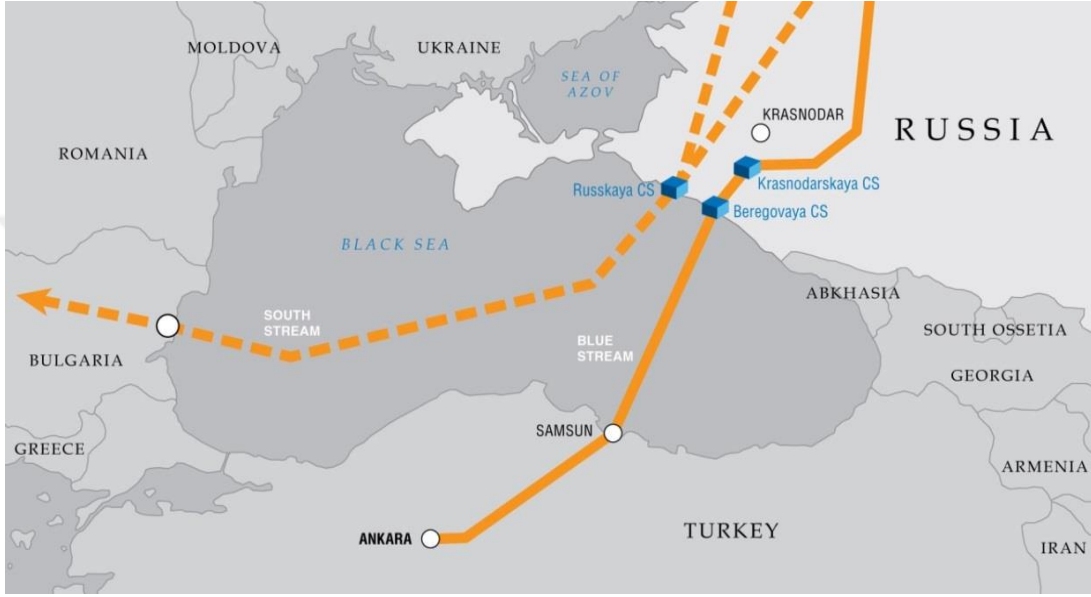 MOLDOVA
UKRAINE
SEA OF
AZOV
KRASNODAR
RUSSIA
ROMANIA
Russkaya CS
Krasnodarskaya CS
Beregovaya CS
BLACK SEA
ABKHASIA
SOUTH
STREAM
SOUTH OSSETIA
BLUE
STREAM
BULGARIA
GEORGIA
SAMSUN
GREECE
ARMENIA
ANKARA
TURKEY
IRAN